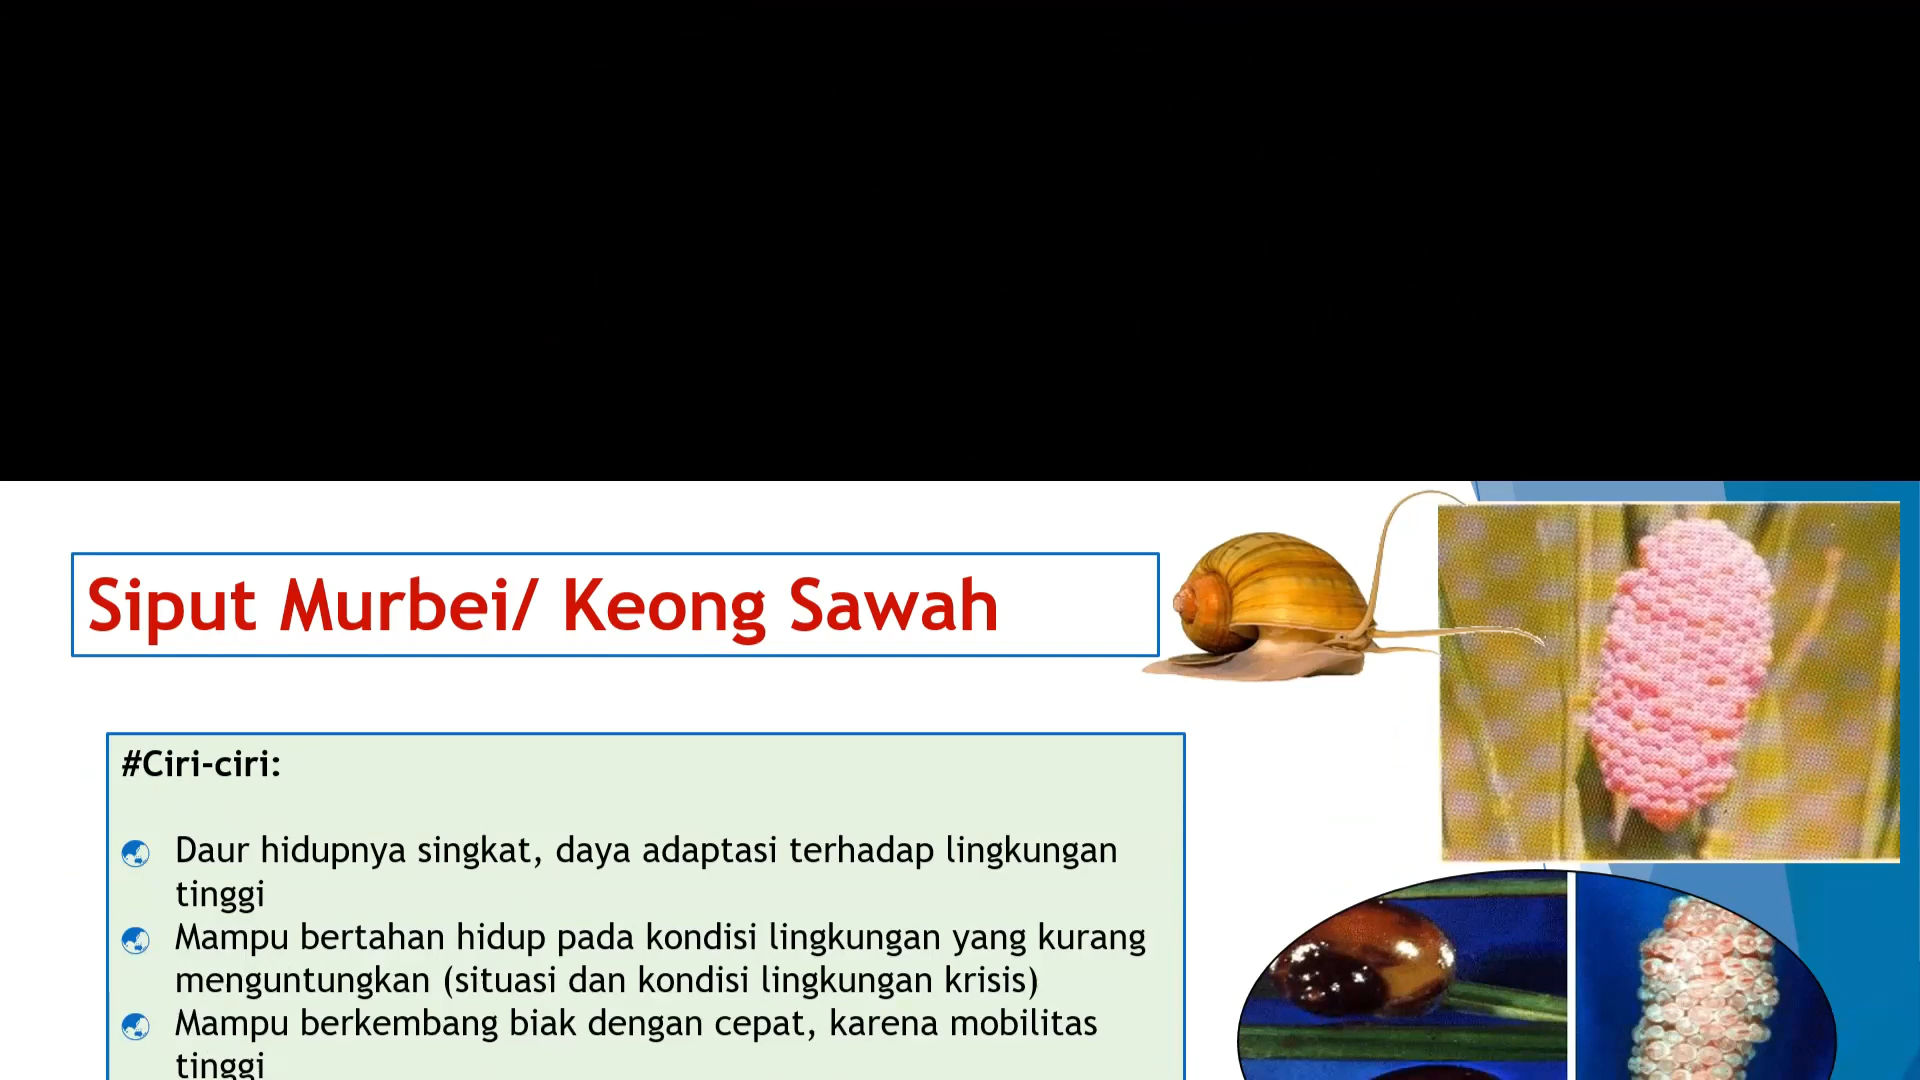 Siput Murbei/ Keong Sawah
#Ciri-ciri:
Daur hidupnya singkat, daya adaptasi terhadap lingkungan
tinggi
Mampu bertahan hidup pada kondisi lingkungan yang kurang
menguntungkan (situasi dan kondisi lingkungan krisis)
Mampu berkembang biak dengan cepat, karena mobilitas
tinggi